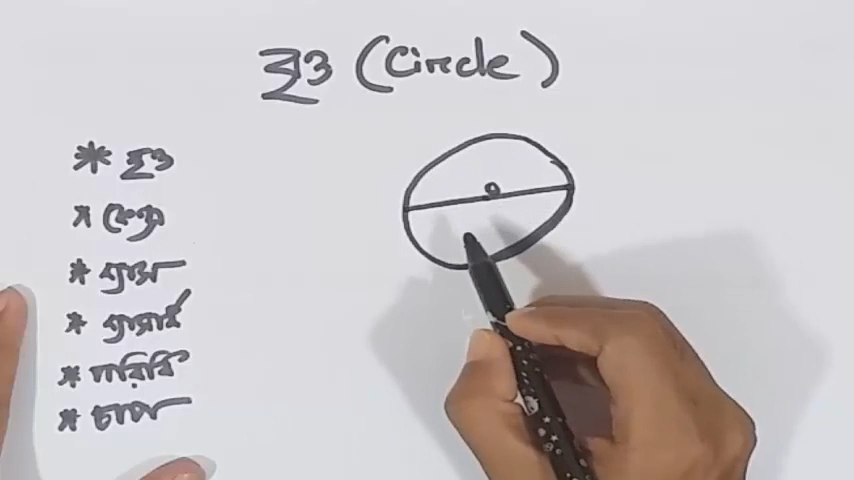 বৃত্ত (Circle)
* বৃত্ত
* কেন্দ্র
* ব্যাস
* ব্যাসার্ধ
* পরিধি
* চাপ